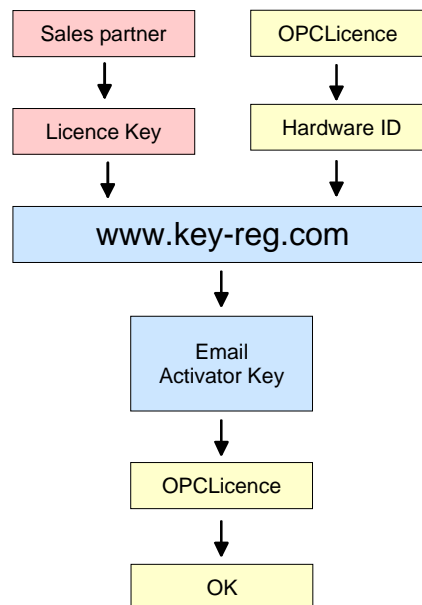 Sales partner
OPCLicence
Licence Key
Hardware ID
www.key-reg.com
Email
Activator Key
OPCLicence
OK